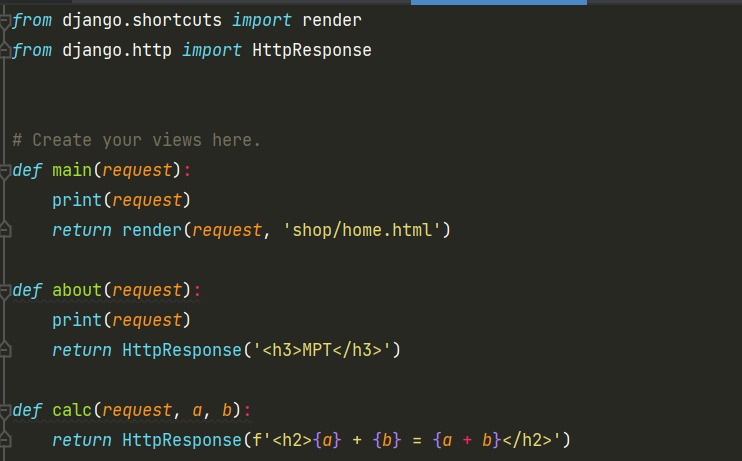 from django.shortcuts import render
from django.http import HttpResponse
# Create your views here.
def main(request):
    print(request)
    return render(request, 'shop/home.html')
def about(request):
    print(request)
    return HttpResponse('<h3>MPT</h3>')
def calc(request, a, b):
    return HttpResponse(f'<h2>{a} + {b} = {a + b}</h2>')